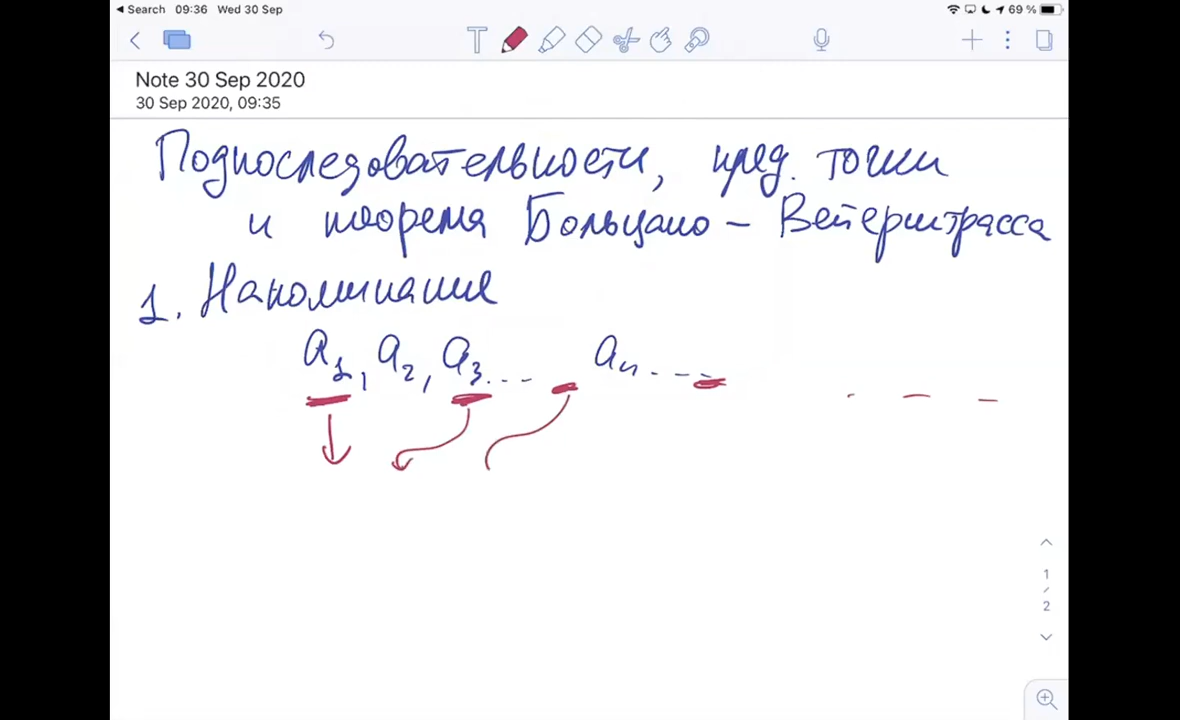 Search 09:36 Wed 30 Sep 69 %
T
Note 30 Sep 2020
30 Sep 2020, 09:35
Подпоследовательности, пред. точки
и теорема Больцано – Вейерштрасса
1. Напоминание
a₁, a₂, a₃... aₙ...
1
/
2